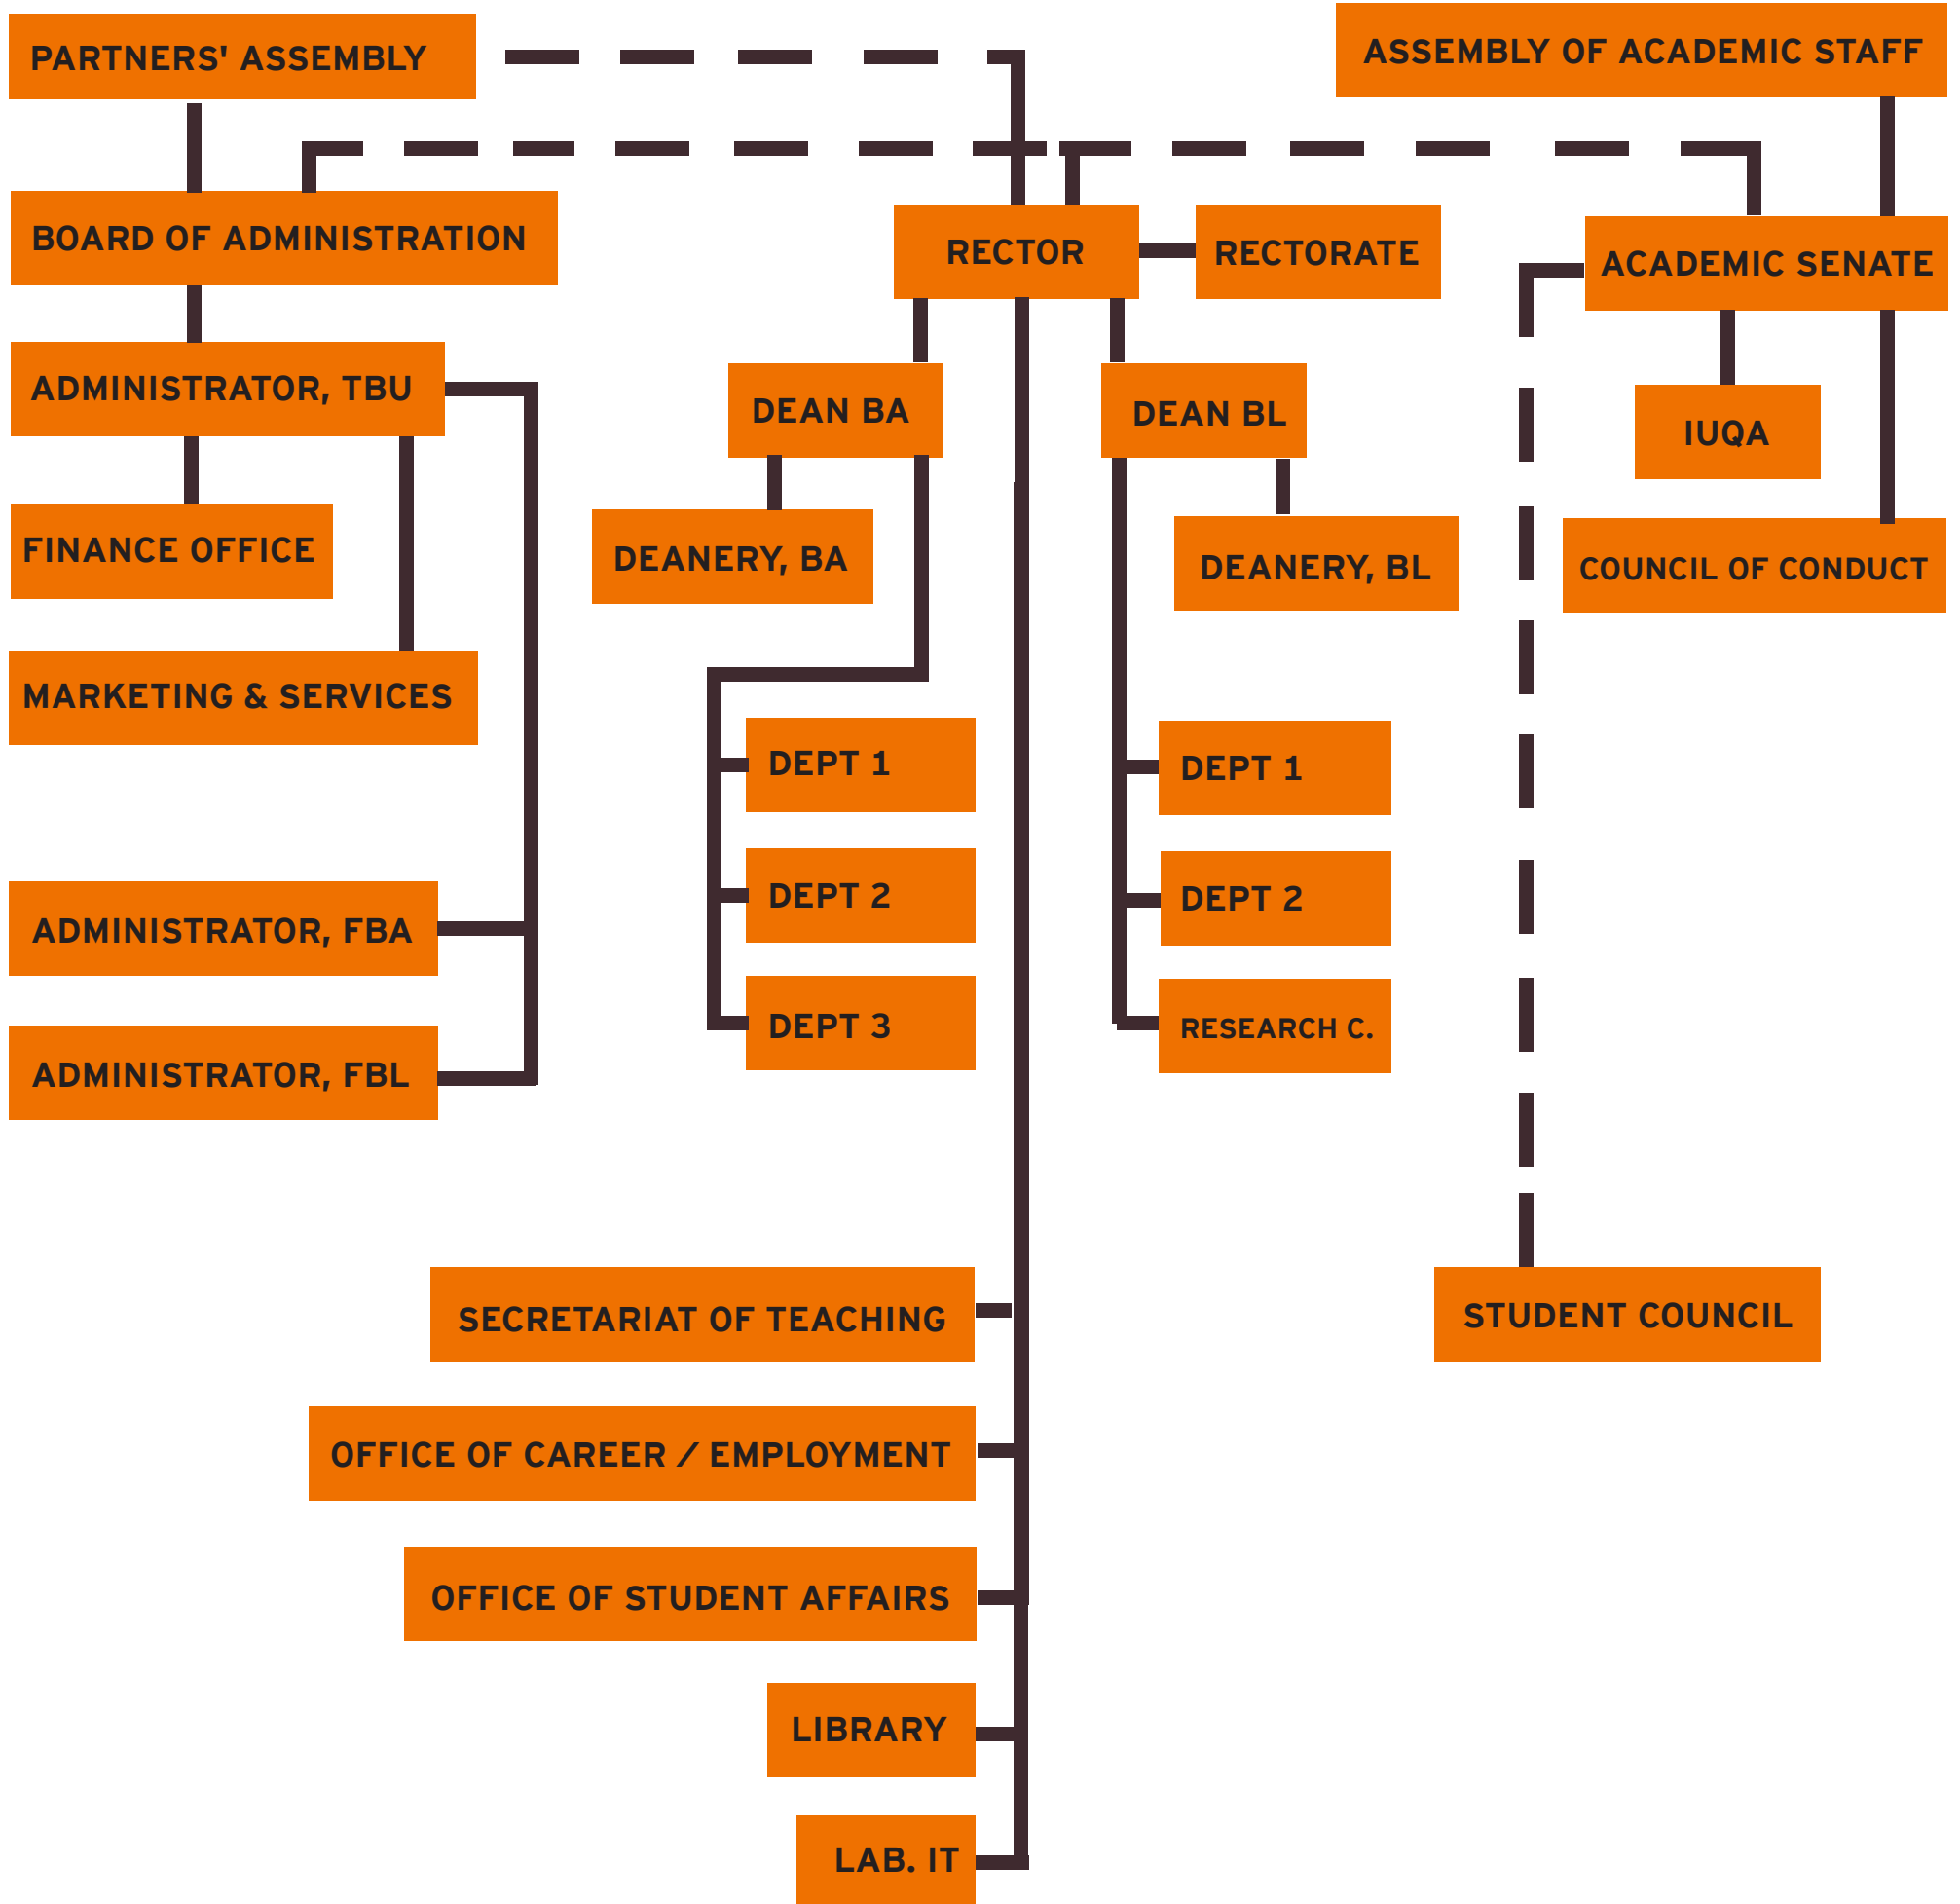 PARTNERS' ASSEMBLY
ASSEMBLY OF ACADEMIC STAFF
BOARD OF ADMINISTRATION
RECTOR
RECTORATE
ACADEMIC SENATE
ADMINISTRATOR, TBU
DEAN BA
DEAN BL
IUQA
FINANCE OFFICE
DEANERY, BA
DEANERY, BL
COUNCIL OF CONDUCT
MARKETING & SERVICES
DEPT 1
DEPT 1
DEPT 2
DEPT 2
ADMINISTRATOR, FBA
DEPT 3
RESEARCH C.
ADMINISTRATOR, FBL
SECRETARIAT OF TEACHING
STUDENT COUNCIL
OFFICE OF CAREER / EMPLOYMENT
OFFICE OF STUDENT AFFAIRS
LIBRARY
LAB. IT